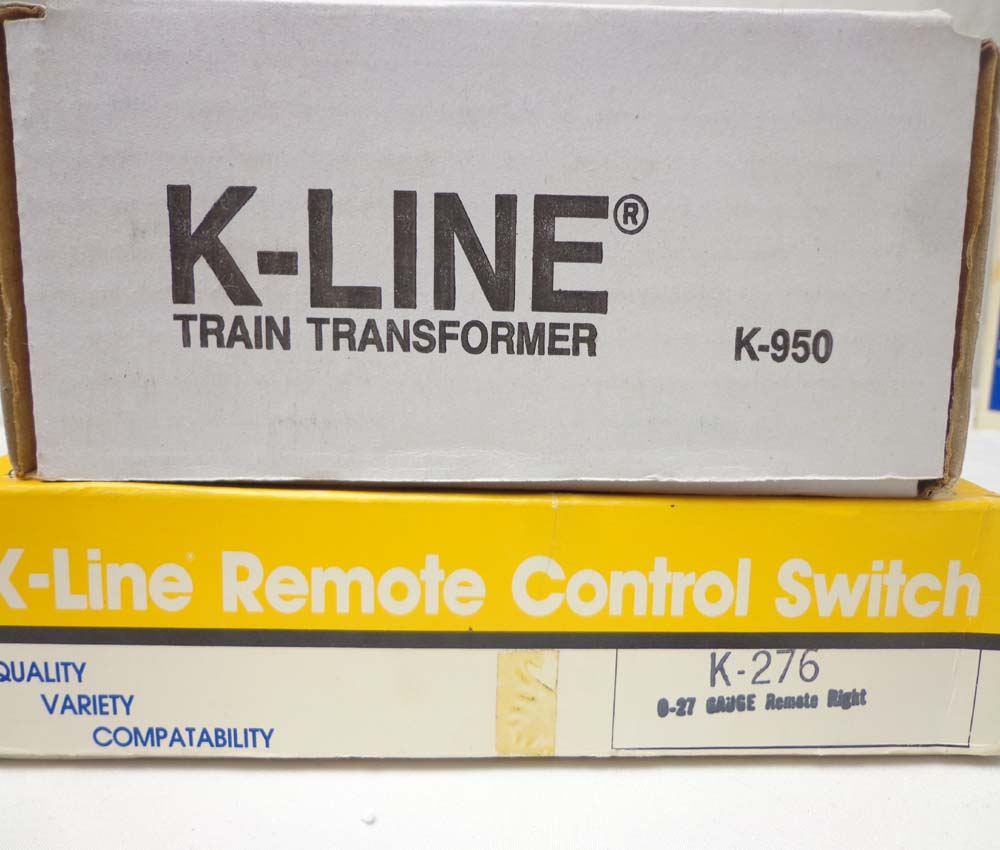 K-LINE®
TRAIN TRANSFORMER K-950
K-Line® Remote Control Switch
QUALITY
VARIETY
COMPATABILITY
K-276
0-27 GAUGE Remote Right